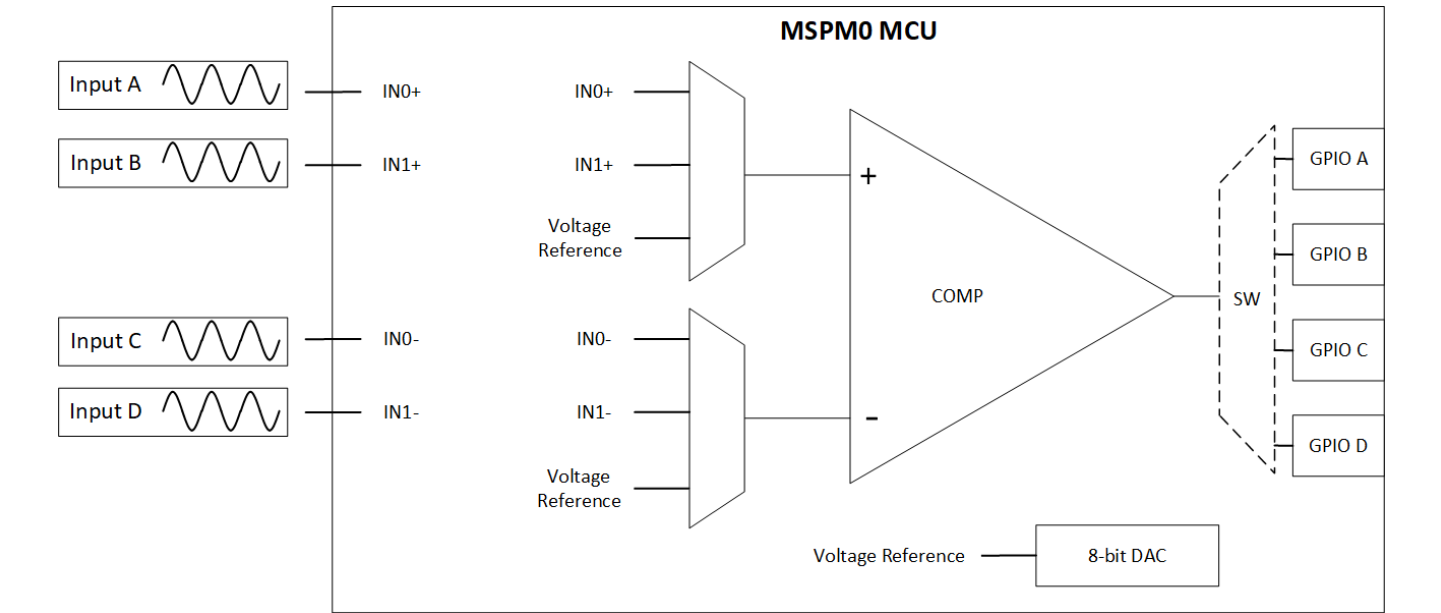 MSPM0 MCU
Input A
IN0+
IN0+
Input B
IN1+
IN1+
Voltage
Reference
+
GPIO A
GPIO B
COMP
SW
Input C
IN0-
IN0-
GPIO C
Input D
IN1-
IN1-
-
GPIO D
Voltage
Reference
Voltage Reference
8-bit DAC